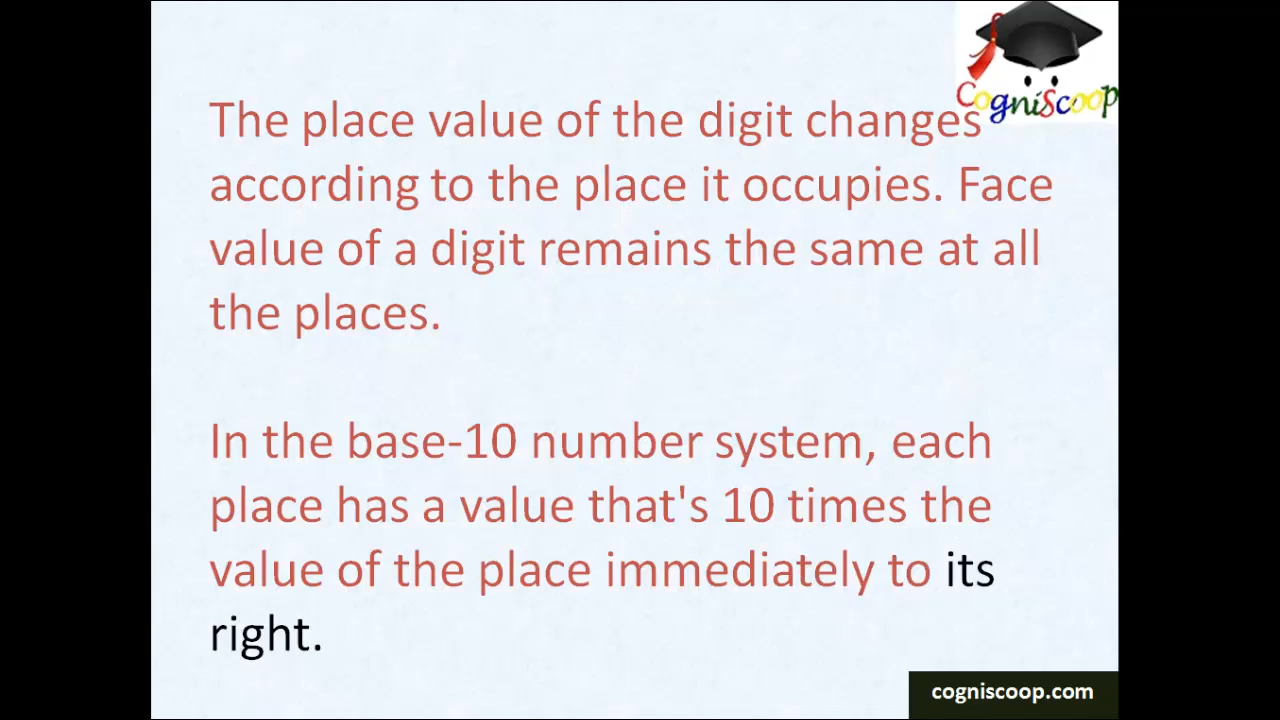 CogniScoop
The place value of the digit changes
according to the place it occupies. Face
value of a digit remains the same at all
the places.
In the base-10 number system, each
place has a value that's 10 times the
value of the place immediately to its
right.
cogniscoop.com